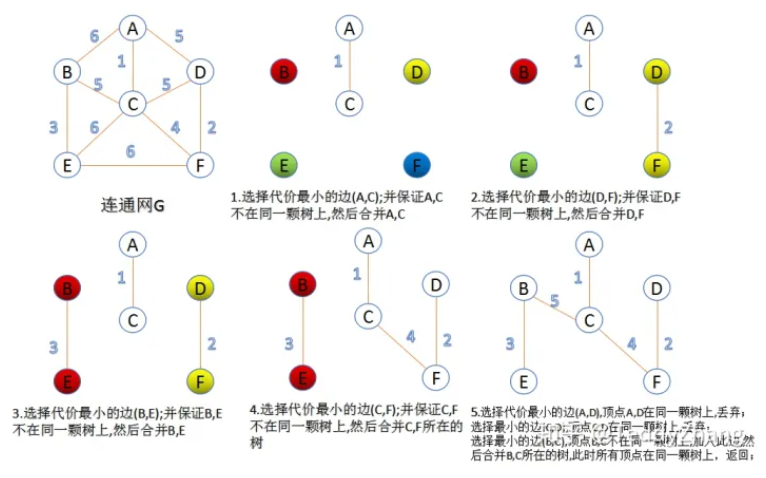 A
6
5
B
1
D
5
5
C
3
6
4
2
E
6
F
连通网G
A
B
1
D
C
E
F
1.选择代价最小的边(A,C);并保证A,C
不在同一颗树上,然后合并A,C
A
B
1
D
C
2
E
F
2.选择代价最小的边(D,F);并保证D,F
不在同一颗树上,然后合并D,F
A
B
1
D
C
3
2
E
F
3.选择代价最小的边(B,E);并保证B,E
不在同一颗树上,然后合并B,E
A
B
1
D
C
3
4
2
E
F
4.选择代价最小的边(C,F);并保证C,F
不在同一颗树上,然后合并C,F所在的
树
A
B
1
D
5
C
3
4
2
E
F
5.选择代价最小的边(A,D),顶点A,D在同一颗树上,丢弃;
选择最小的边(C,D),顶点C,D在同一颗树上,丢弃;
选择最小的边(B,C),顶点B,C不在同一颗树上,加入此边,然
后合并B,C所在的树,此时所有顶点在同一颗树上, 返回;